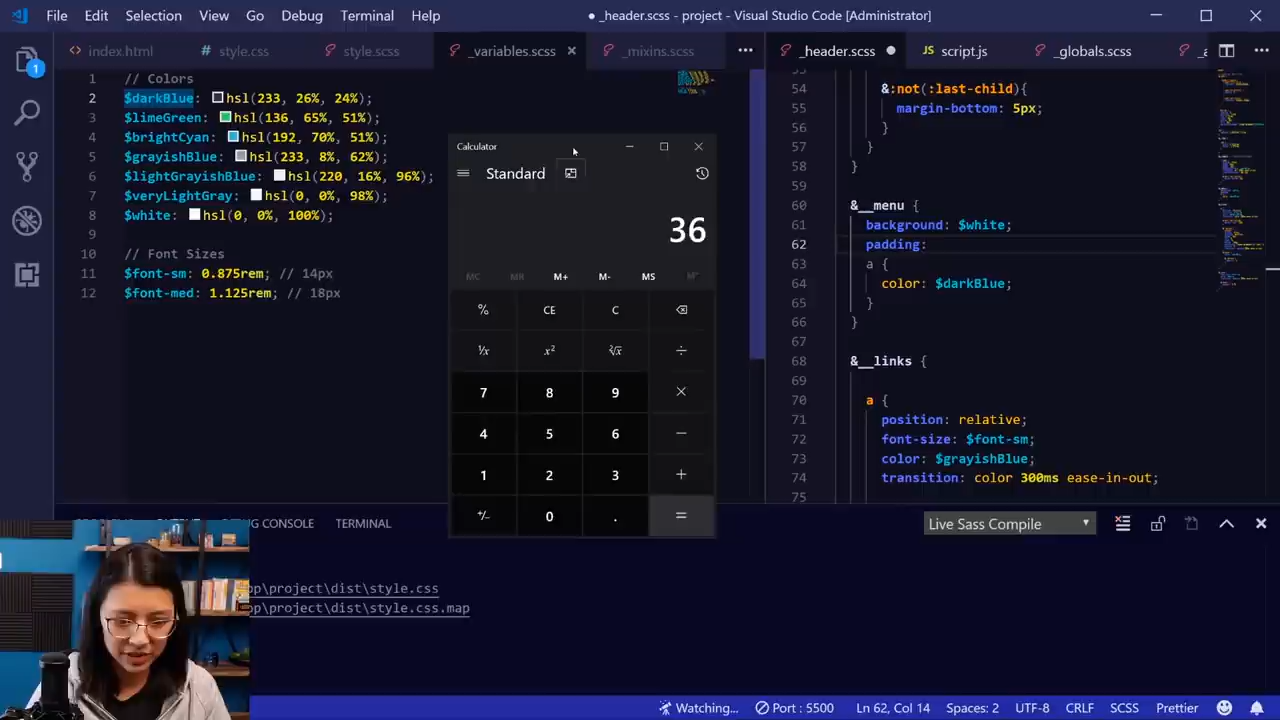 File Edit Selection View Go Debug Terminal Help ● _header.scss - project - Visual Studio Code [Administrator]
1
index.html
style.css
style.scss
_variables.scss
_mixins.scss
1 // Colors
2 $darkBlue: hsl(233, 26%, 24%);
3 $limeGreen: hsl(136, 65%, 51%);
4 $brightCyan: hsl(192, 70%, 51%);
5 $grayishBlue: hsl(233, 8%, 62%);
6 $lightGrayishBlue: hsl(220, 16%, 96%);
7 $veryLightGray: hsl(0, 0%, 98%);
8 $white: hsl(0, 0%, 100%);
9
10 // Font Sizes
11 $font-sm: 0.875rem; // 14px
12 $font-med: 1.125rem; // 18px
Calculator
Standard
36
MC MR M+ M- MS
% CE C
¹/x x² ²√x ÷
7 8 9 ×
4 5 6 −
1 2 3 +
+/- 0 . =
_header.scss ●
JS script.js
_globals.scss
54 &:not(:last-child){
55 margin-bottom: 5px;
56 }
57 }
58 }
59
60 &__menu {
61 background: $white;
62 padding:
63 a {
64 color: $darkBlue;
65 }
66 }
67
68 &__links {
69
70 a {
71 position: relative;
72 font-size: $font-sm;
73 color: $grayishBlue;
74 transition: color 300ms ease-in-out;
75
CONSOLE TERMINAL
Live Sass Compile
\project\dist\style.css
\project\dist\style.css.map
Watching... Port : 5500 Ln 62, Col 14 Spaces: 2 UTF-8 CRLF SCSS Prettier